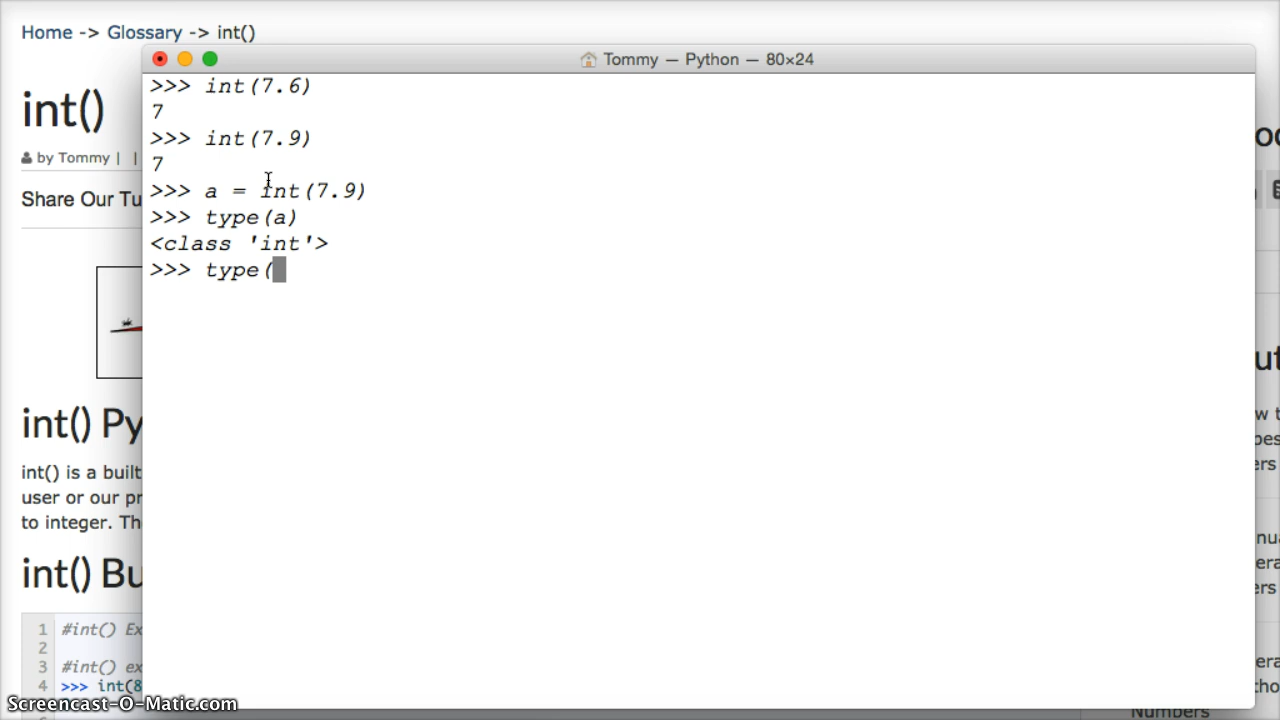 Home -> Glossary -> int()
Tommy — Python — 80×24
int()
by Tommy | |
Share Our Tu
>>> int(7.6)
7
>>> int(7.9)
7
>>> a = int(7.9)
>>> type(a)
<class 'int'>
>>> type(
int() Py
int() is a built
user or our pr
to integer. Th
int() Bu
1 #int() Ex
2
3 #int() ex
4 >>> int(8
Numbers
Screencast-O-Matic.com